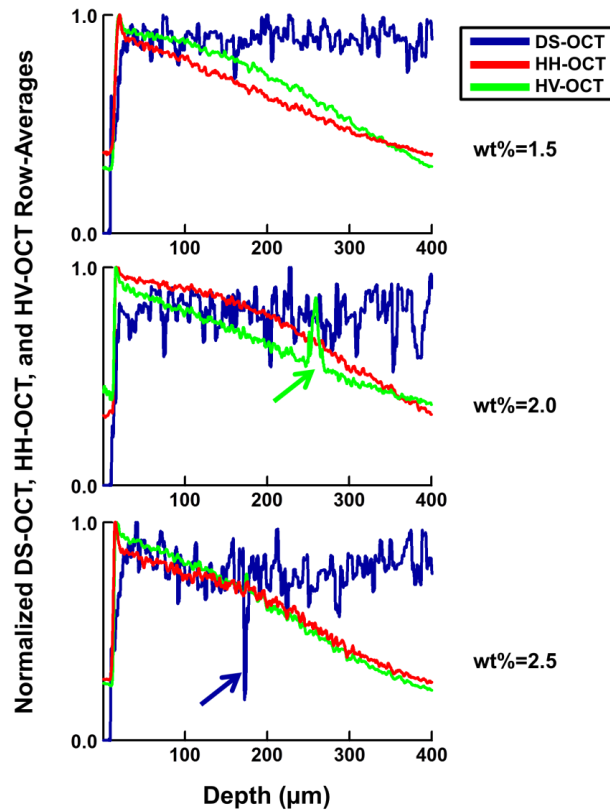 Normalized DS-OCT, HH-OCT, and HV-OCT Row-Averages
1.0
0.0
100
200
300
400
DS-OCT
HH-OCT
HV-OCT
wt%=1.5
1.0
0.0
100
200
300
400
wt%=2.0
1.0
0.0
100
200
300
400
wt%=2.5
Depth (µm)